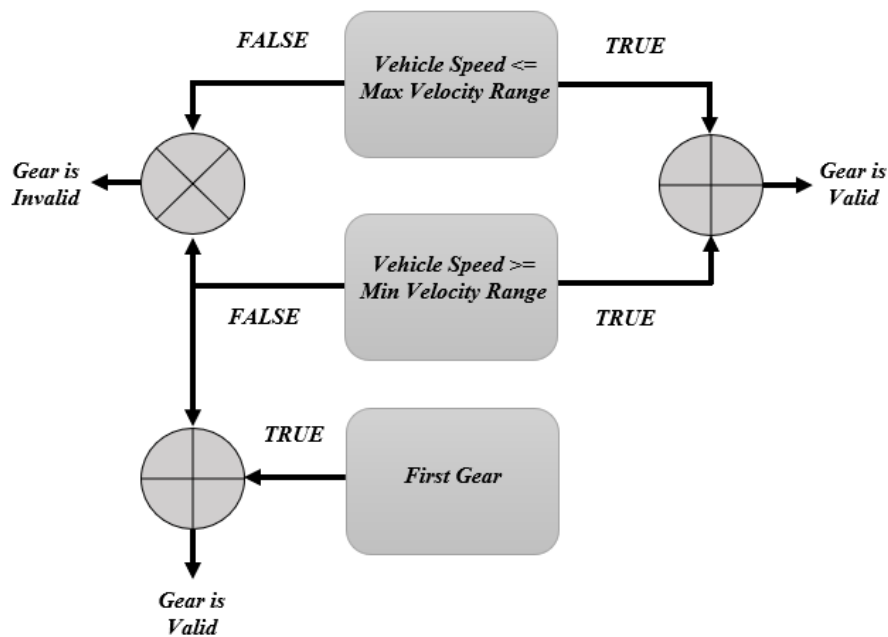 FALSE
Vehicle Speed <=
Max Velocity Range
TRUE
Gear is
Invalid
Gear is
Valid
Vehicle Speed >=
Min Velocity Range
FALSE
TRUE
TRUE
First Gear
Gear is
Valid